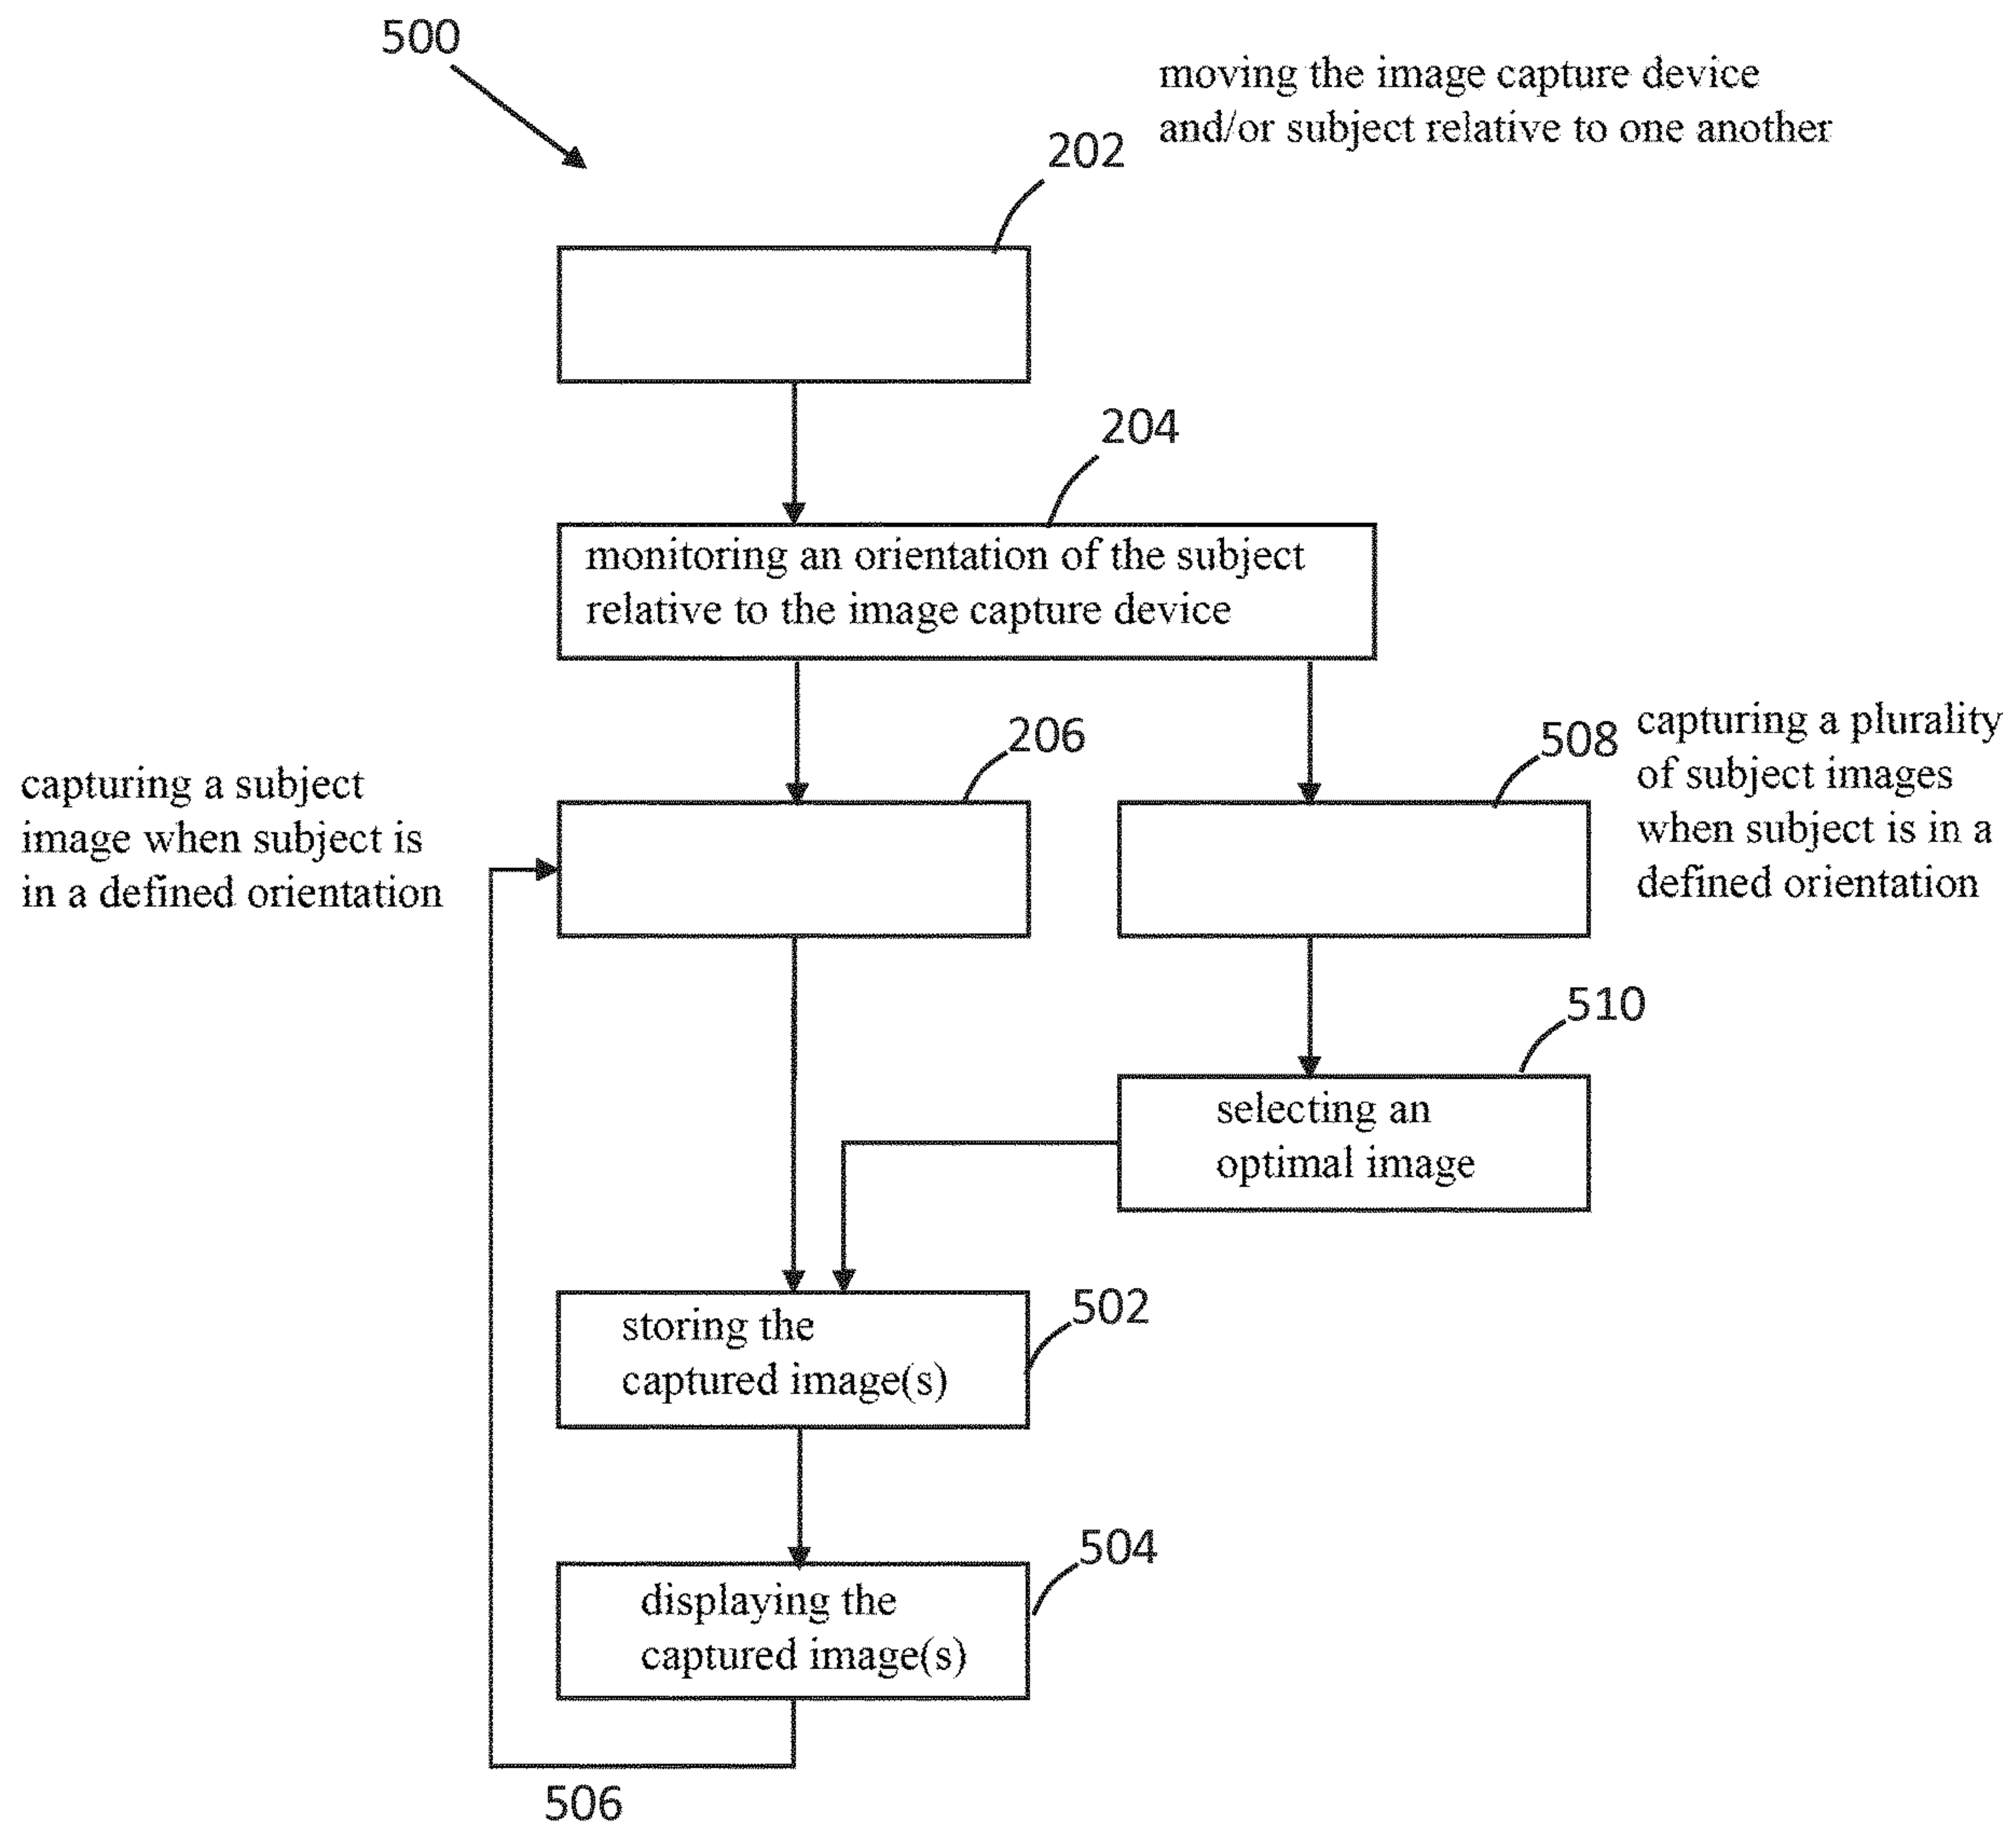 500
moving the image capture device
and/or subject relative to one another
202
204
monitoring an orientation of the subject
relative to the image capture device
206
508
capturing a plurality
of subject images
when subject is in a
defined orientation
capturing a subject
image when subject is
in a defined orientation
510
selecting an
optimal image
502
storing the
captured image(s)
504
displaying the
captured image(s)
506